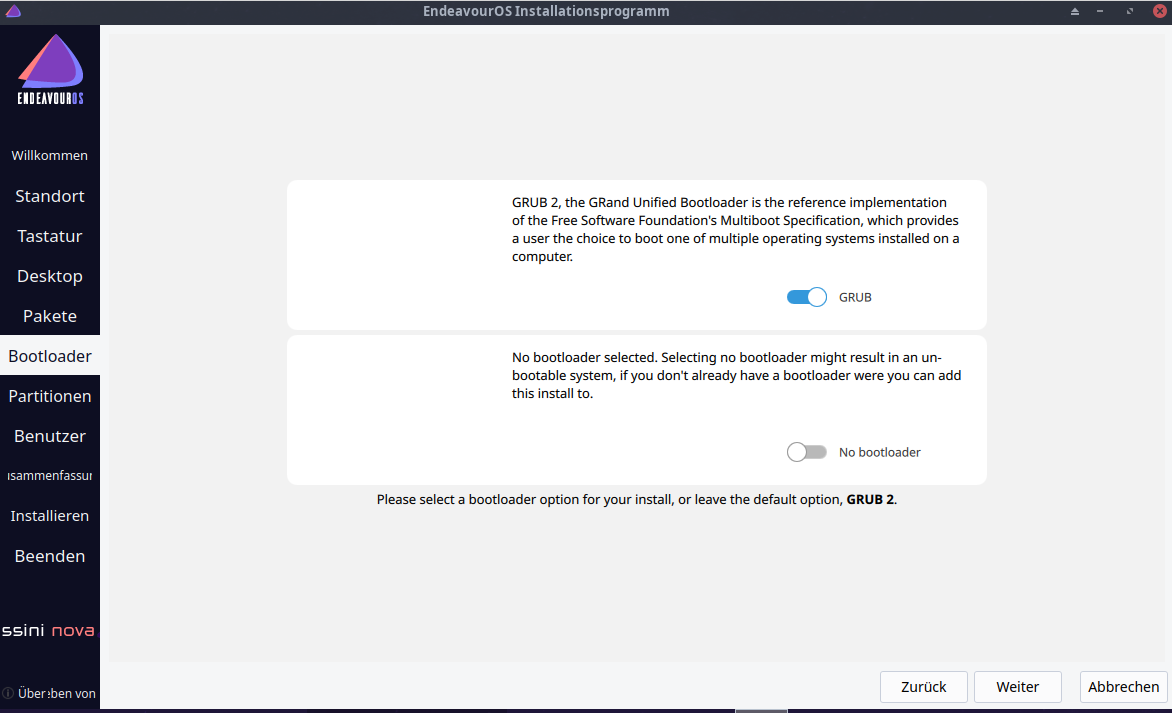 EndeavourOS Installationsprogramm
ENDEAVOUROS
Willkommen
Standort
Tastatur
Desktop
Pakete
Bootloader
Partitionen
Benutzer
Installieren
Beenden
ssini nova
Über
ben von
GRUB 2, the GRand Unified Bootloader is the reference implementation
of the Free Software Foundation's Multiboot Specification, which provides
a user the choice to boot one of multiple operating systems installed on a
computer.
GRUB
No bootloader selected. Selecting no bootloader might result in an un-
bootable system, if you don't already have a bootloader were you can add
this install to.
No bootloader
Please select a bootloader option for your install, or leave the default option, GRUB 2.
Zurück
Weiter
Abbrechen